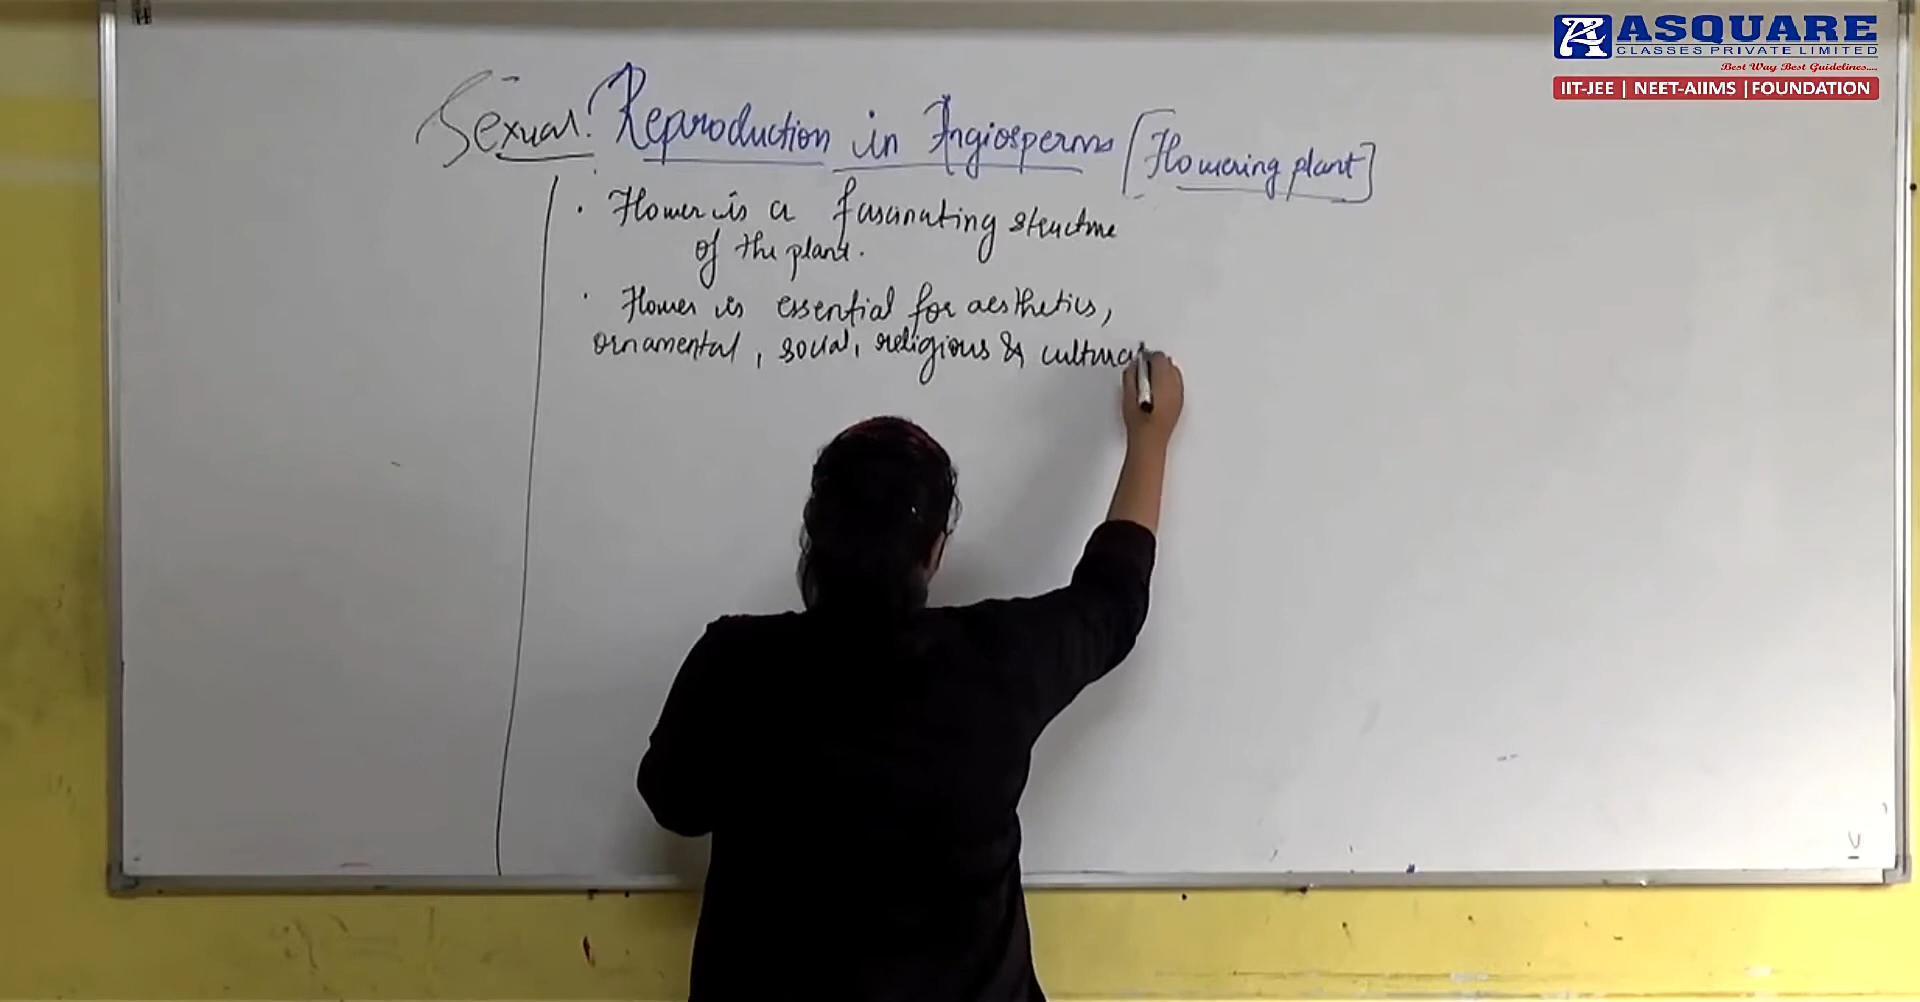 ASQUARE
CLASSES PRIVATE LIMITED
Best Way Best Guidelines....
IIT-JEE | NEET-AIIMS | FOUNDATION
Sexual Reproduction in Angiosperms [Flowering plant]
• Flower is a fascinating structure
of the plant.
• Flower is essential for aesthetics,
ornamental, social, religious & cultural